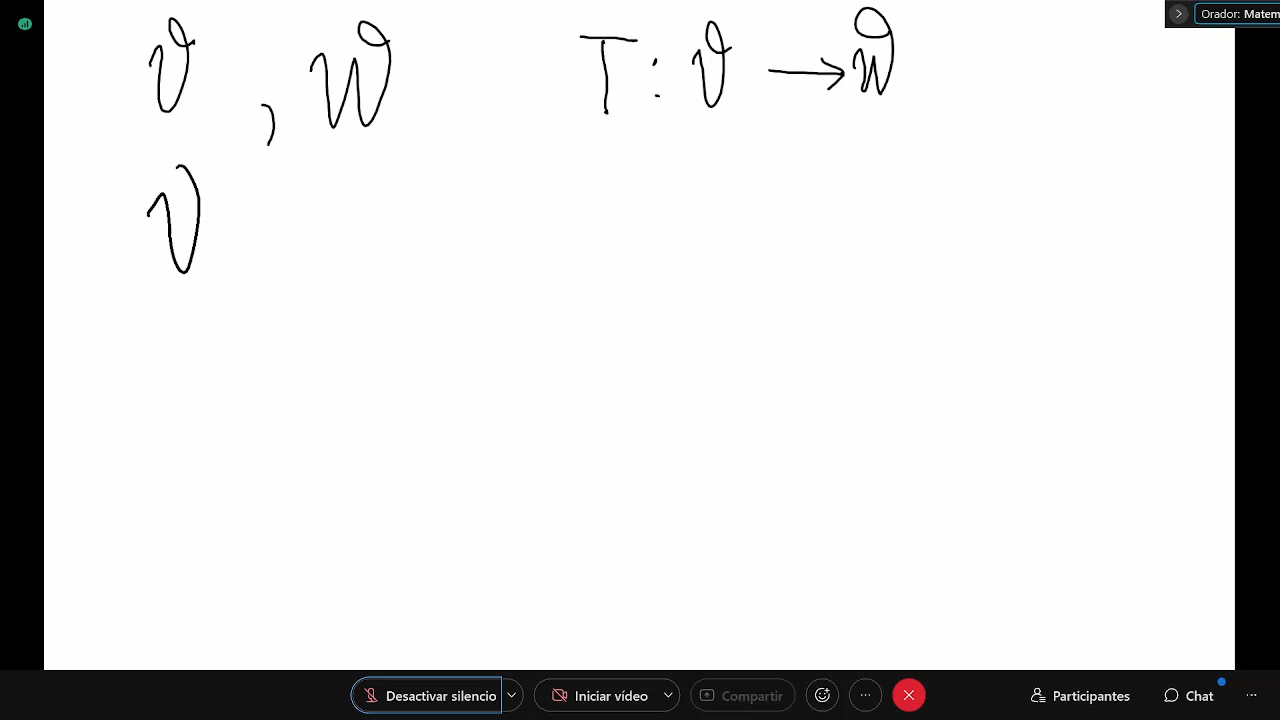 Orador: Matem
V , W T : V → W
V
Desactivar silencio Iniciar vídeo Compartir Participantes Chat